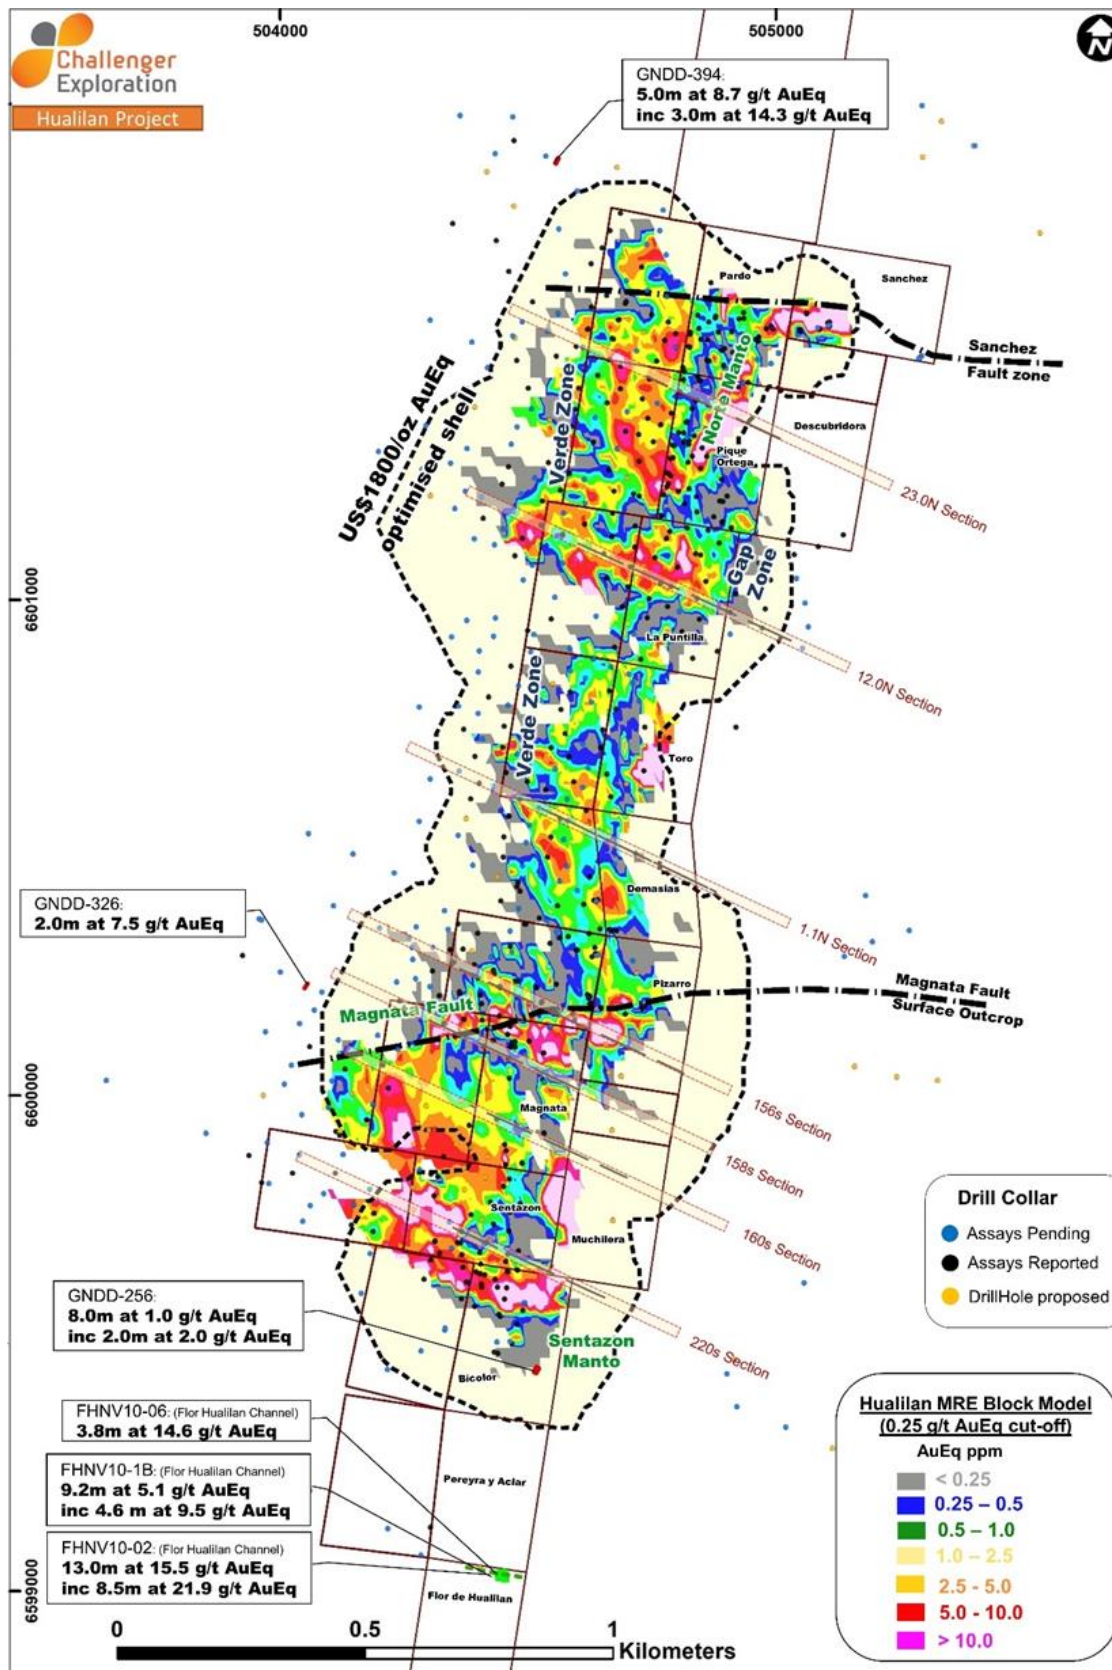 504000
505000
N
Challenger
Exploration
Hualilan Project
GNDD-394:
5.0m at 8.7 g/t AuEq
inc 3.0m at 14.3 g/t AuEq
Pardo
Sanchez
Sanchez
Fault zone
US$1800/oz AuEq
optimised shell
Verde Zone
Norte Manto
Descubridora
Pique
Ortega
23.0N Section
Gap
Zone
6601000
La Puntilla
12.0N Section
Verde Zone
Toro
Demasias
GNDD-326:
2.0m at 7.5 g/t AuEq
1.1N Section
Pizarro
Magnata Fault
Surface Outcrop
Magnata Fault
6600000
Magnata
156s Section
158s Section
Sentazon
Muchilera
160s Section
Drill Collar
Assays Pending
Assays Reported
DrillHole proposed
GNDD-256:
8.0m at 1.0 g/t AuEq
inc 2.0m at 2.0 g/t AuEq
Sentazon
Manto
220s Section
Bicolor
FHNV10-06: (Flor Hualilan Channel)
3.8m at 14.6 g/t AuEq
FHNV10-1B: (Flor Hualilan Channel)
9.2m at 5.1 g/t AuEq
inc 4.6 m at 9.5 g/t AuEq
Pereyra y Aclar
FHNV10-02: (Flor Hualilan Channel)
13.0m at 15.5 g/t AuEq
inc 8.5m at 21.9 g/t AuEq
6599000
Flor de Hualilan
Hualilan MRE Block Model
(0.25 g/t AuEq cut-off)
AuEq ppm
< 0.25
0.25 – 0.5
0.5 – 1.0
1.0 – 2.5
2.5 - 5.0
5.0 - 10.0
> 10.0
0 0.5 1
Kilometers